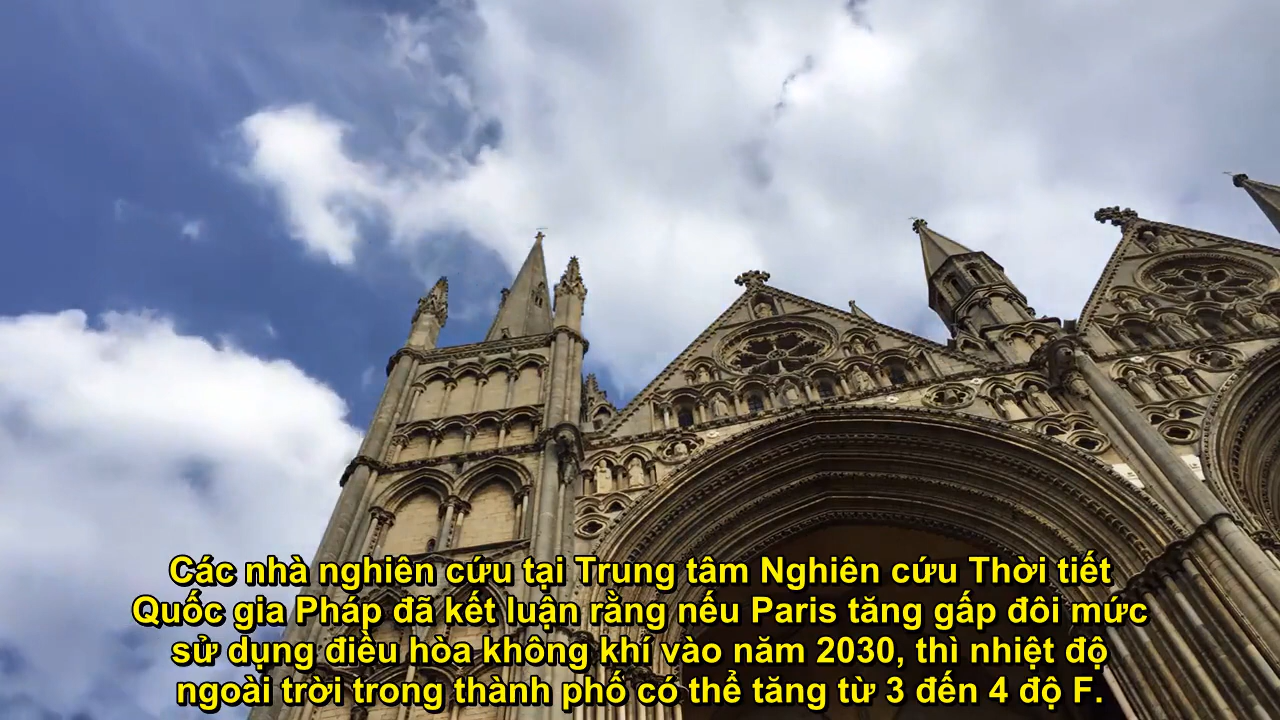 Các nhà nghiên cứu tại Trung tâm Nghiên cứu Thời tiết
Quốc gia Pháp đã kết luận rằng nếu Paris tăng gấp đôi mức
sử dụng điều hòa không khí vào năm 2030, thì nhiệt độ
ngoài trời trong thành phố có thể tăng từ 3 đến 4 độ F.